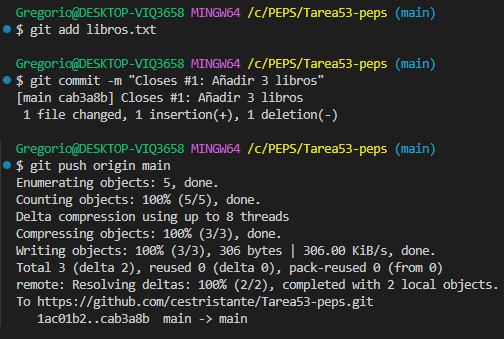 Gregorio@DESKTOP-VIQ3658 MINGW64 /c/PEPS/Tarea53-peps (main)
$ git add libros.txt
Gregorio@DESKTOP-VIQ3658 MINGW64 /c/PEPS/Tarea53-peps (main)
$ git commit -m "Closes #1: Añadir 3 libros"
[main cab3a8b] Closes #1: Añadir 3 libros
1 file changed, 1 insertion(+), 1 deletion(-)
Gregorio@DESKTOP-VIQ3658 MINGW64 /c/PEPS/Tarea53-peps (main)
$ git push origin main
Enumerating objects: 5, done.
Counting objects: 100% (5/5), done.
Delta compression using up to 8 threads
Compressing objects: 100% (3/3), done.
Writing objects: 100% (3/3), 306 bytes | 306.00 KiB/s, done.
Total 3 (delta 2), reused 0 (delta 0), pack-reused 0 (from 0)
remote: Resolving deltas: 100% (2/2), completed with 2 local objects.
To https://github.com/cestristante/Tarea53-peps.git
1ac01b2..cab3a8b  main -> main